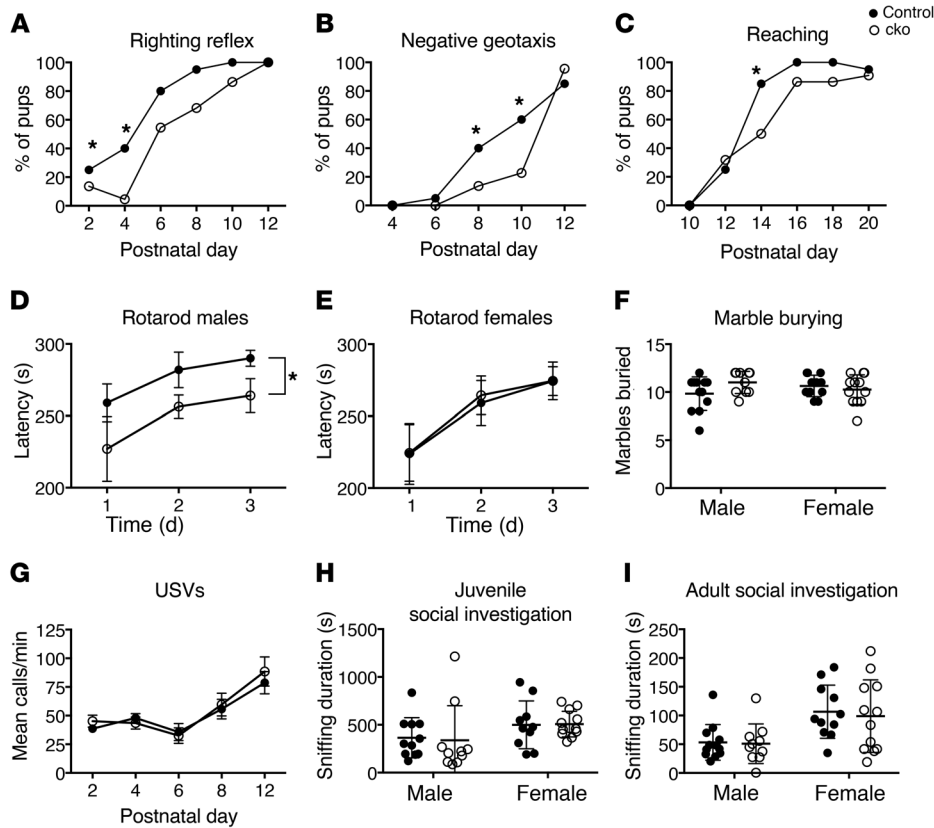 A
Righting reflex
% of pups
100
80
60
40
20
0
*
*
2 4 6 8 10 12
Postnatal day
B
Negative geotaxis
% of pups
100
80
60
40
20
0
*
*
4 6 8 10 12
Postnatal day
C
Reaching
Control
cko
% of pups
100
80
60
40
20
0
*
10 12 14 16 18 20
Postnatal day
D
Rotarod males
Latency (s)
300
250
200
*
1 2 3
Time (d)
E
Rotarod females
Latency (s)
300
250
200
1 2 3
Time (d)
F
Marble burying
Marbles buried
15
10
5
0
Male Female
G
USVs
Mean calls/min
125
100
75
50
25
0
2 4 6 8 12
Postnatal day
H
Juvenile
social investigation
Sniffing duration (s)
1500
1000
500
0
Male Female
I
Adult social investigation
Sniffing duration (s)
250
200
150
100
50
0
Male Female